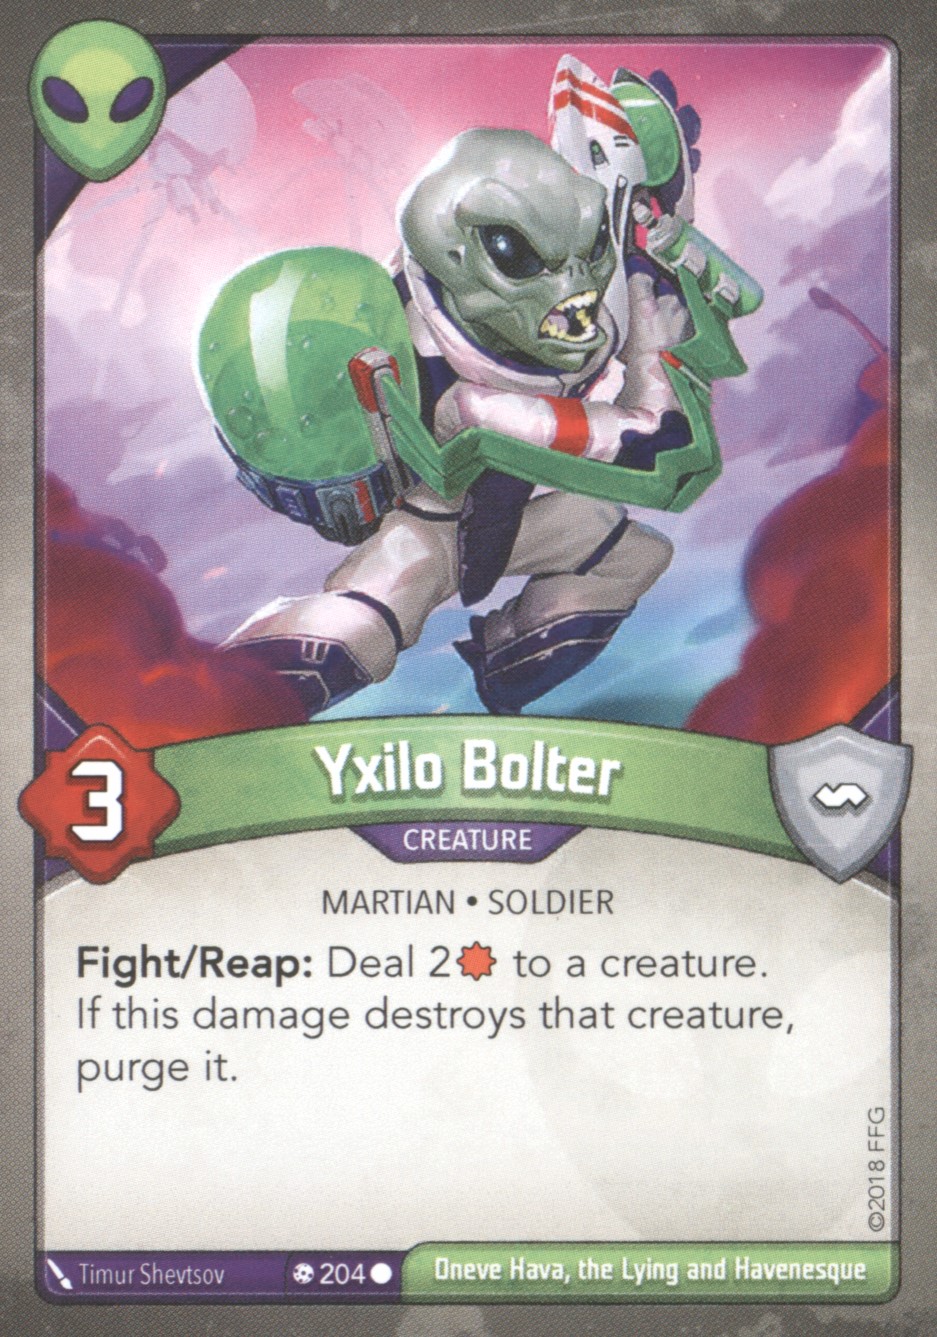 Yxilo Bolter
3
CREATURE
MARTIAN • SOLDIER
Fight/Reap: Deal 2 to a creature.
If this damage destroys that creature,
purge it.
©2018 FFG
Timur Shevtsov
204
Oneve Hava, the Lying and Havenesque